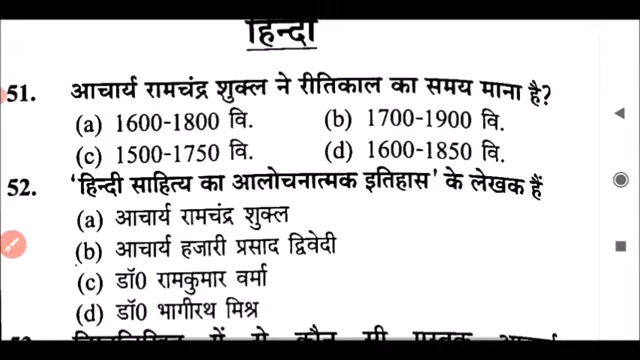 हिन्दी
51. आचार्य रामचंद्र शुक्ल ने रीतिकाल का समय माना है?
(a) 1600-1800 वि. (b) 1700-1900 वि.
(c) 1500-1750 वि. (d) 1600-1850 वि.
52. 'हिन्दी साहित्य का आलोचनात्मक इतिहास' के लेखक हैं
(a) आचार्य रामचंद्र शुक्ल
(b) आचार्य हजारी प्रसाद द्विवेदी
(c) डॉ0 रामकुमार वर्मा
(d) डॉ0 भागीरथ मिश्र